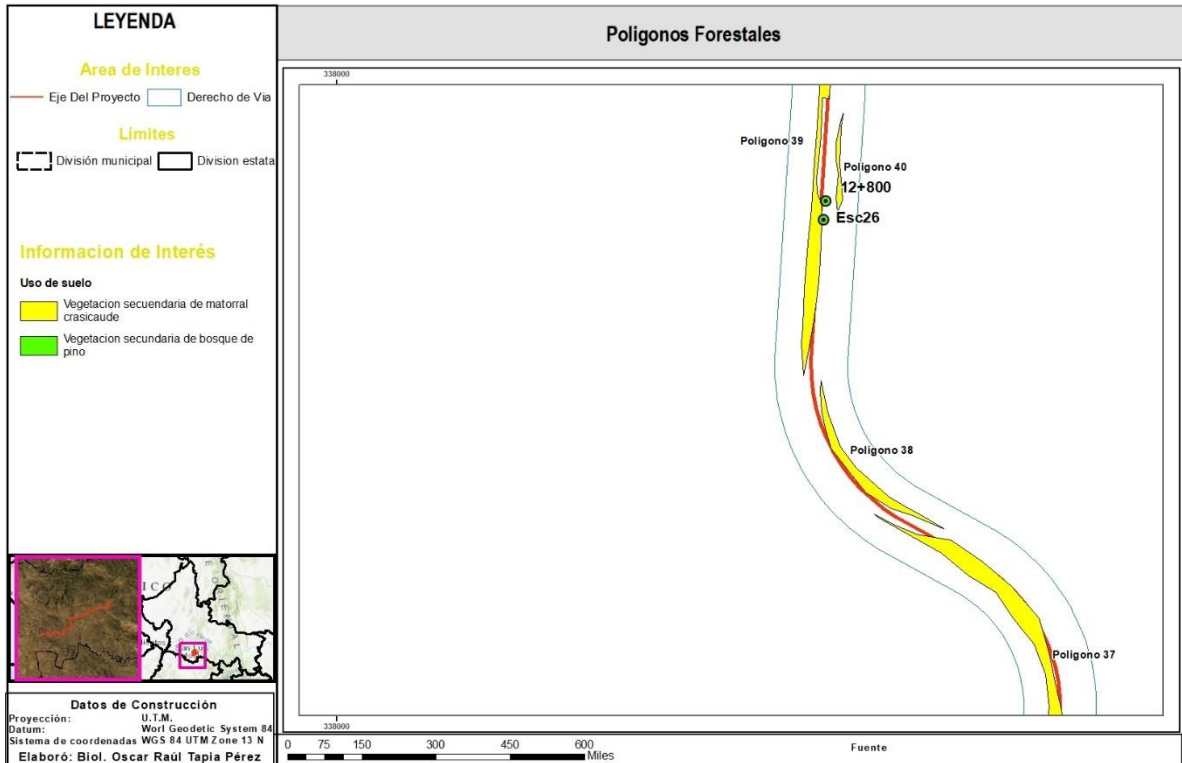 LEYENDA
Area de Interes
Eje Del Proyecto
Derecho de Via
Límites
División municipal
Division estata
Informacion de Interés
Uso de suelo
Vegetacion secuendaria de matorral
crasicaude
Vegetacion secundaria de bosque de
pino
Datos de Construcción
Proyección: U.T.M.
Datum: Worl Geodetic System 84
Sistema de coordenadas WGS 84 UTM Zone 13 N
Elaboró: Biol. Oscar Raúl Tapia Pérez
Poligonos Forestales
338000
Poligono 39
Poligono 40
12+800
Esc26
Poligono 38
Poligono 37
338000
0 75 150 300 450 600
Miles
Fuente